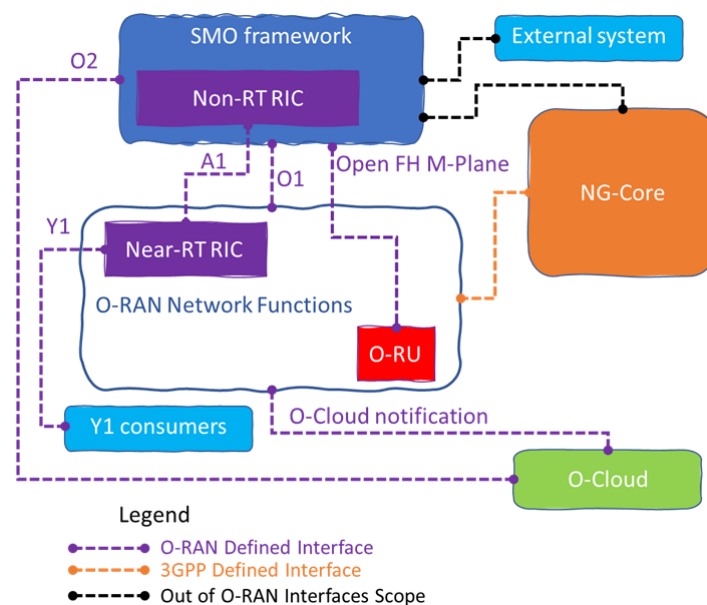 SMO framework
External system
O2
Non-RT RIC
A1
O1
Open FH M-Plane
NG-Core
Y1
Near-RT RIC
O-RAN Network Functions
O-RU
O-Cloud notification
Y1 consumers
O-Cloud
Legend
O-RAN Defined Interface
3GPP Defined Interface
Out of O-RAN Interfaces Scope